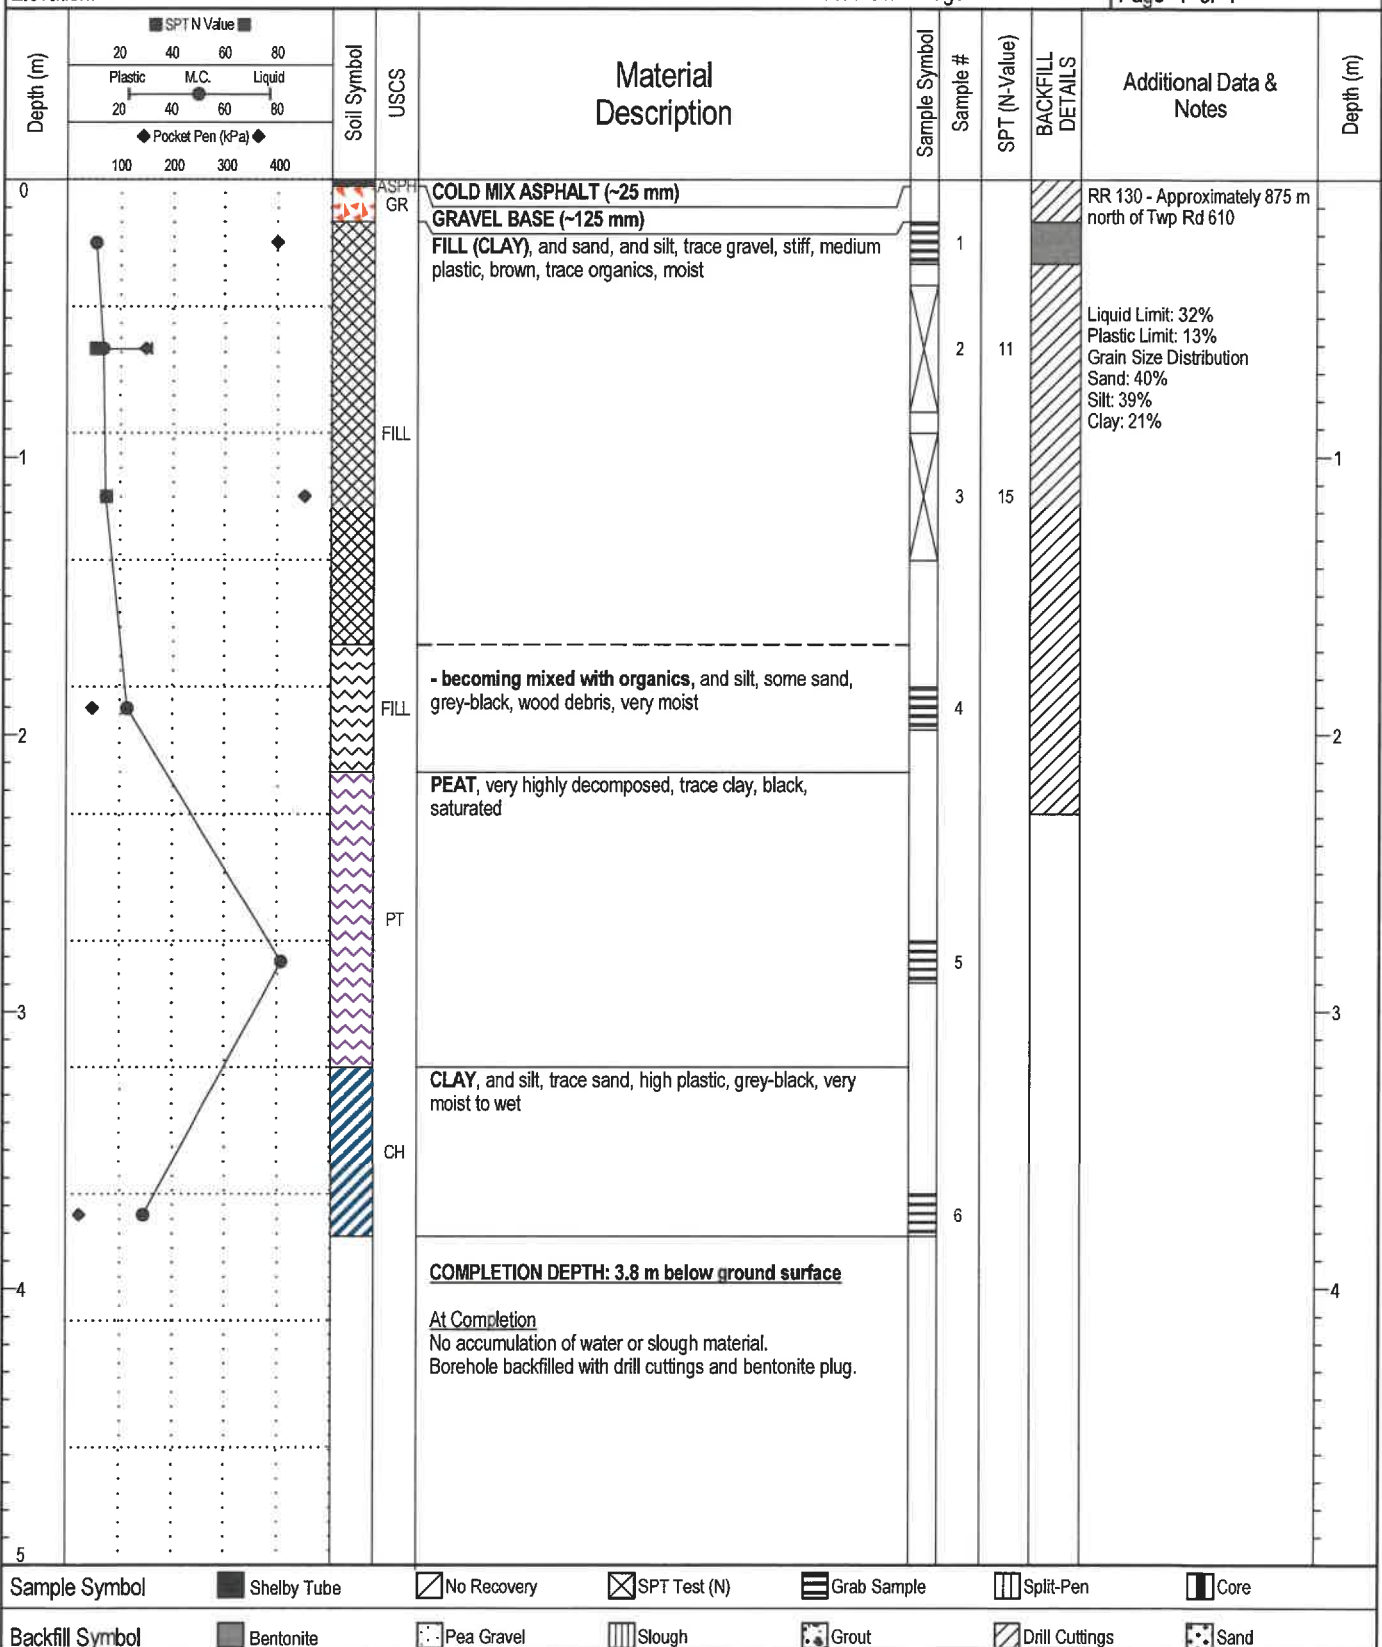 Page 1 of 1
SPT N Value
20 40 60 80
Plastic M.C. Liquid
20 40 60 80
Pocket Pen (kPa)
100 200 300 400
Depth (m)
Soil Symbol
USCS
Material
Description
Sample Symbol
Sample #
SPT (N-Value)
BACKFILL
DETAILS
Additional Data &
Notes
Depth (m)
0
ASPH
GR
COLD MIX ASPHALT (~25 mm)
GRAVEL BASE (~125 mm)
FILL (CLAY), and sand, and silt, trace gravel, stiff, medium
plastic, brown, trace organics, moist
1
RR 130 - Approximately 875 m
north of Twp Rd 610
2 11
Liquid Limit: 32%
Plastic Limit: 13%
Grain Size Distribution
Sand: 40%
Silt: 39%
Clay: 21%
FILL
1 1
3 15
- becoming mixed with organics, and silt, some sand,
grey-black, wood debris, very moist
FILL
4
2 2
PEAT, very highly decomposed, trace clay, black,
saturated
PT
5
3 3
CLAY, and silt, trace sand, high plastic, grey-black, very
moist to wet
CH
6
COMPLETION DEPTH: 3.8 m below ground surface
4 4
At Completion
No accumulation of water or slough material.
Borehole backfilled with drill cuttings and bentonite plug.
5
Sample Symbol Shelby Tube No Recovery SPT Test (N) Grab Sample Split-Pen Core
Backfill Symbol Bentonite Pea Gravel Slough Grout Drill Cuttings Sand